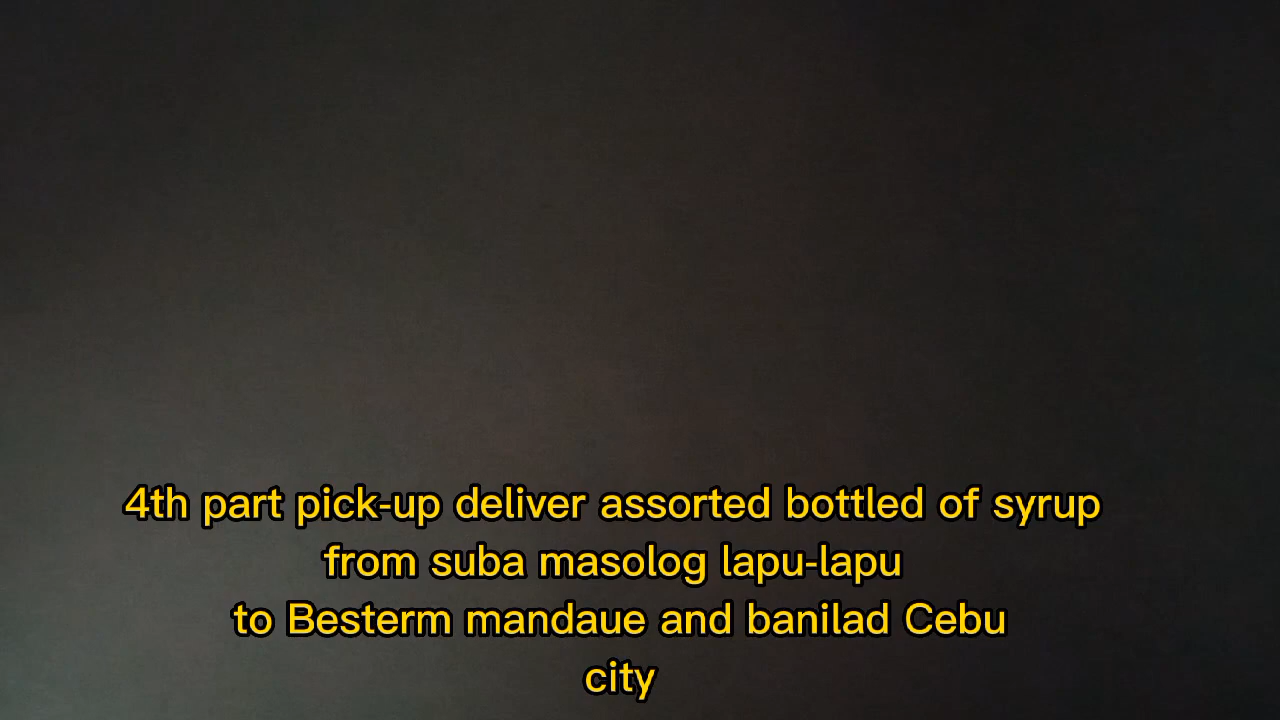 4th part pick-up deliver assorted bottled of syrup
from suba masolog lapu-lapu
to Besterm mandaue and banilad Cebu
city